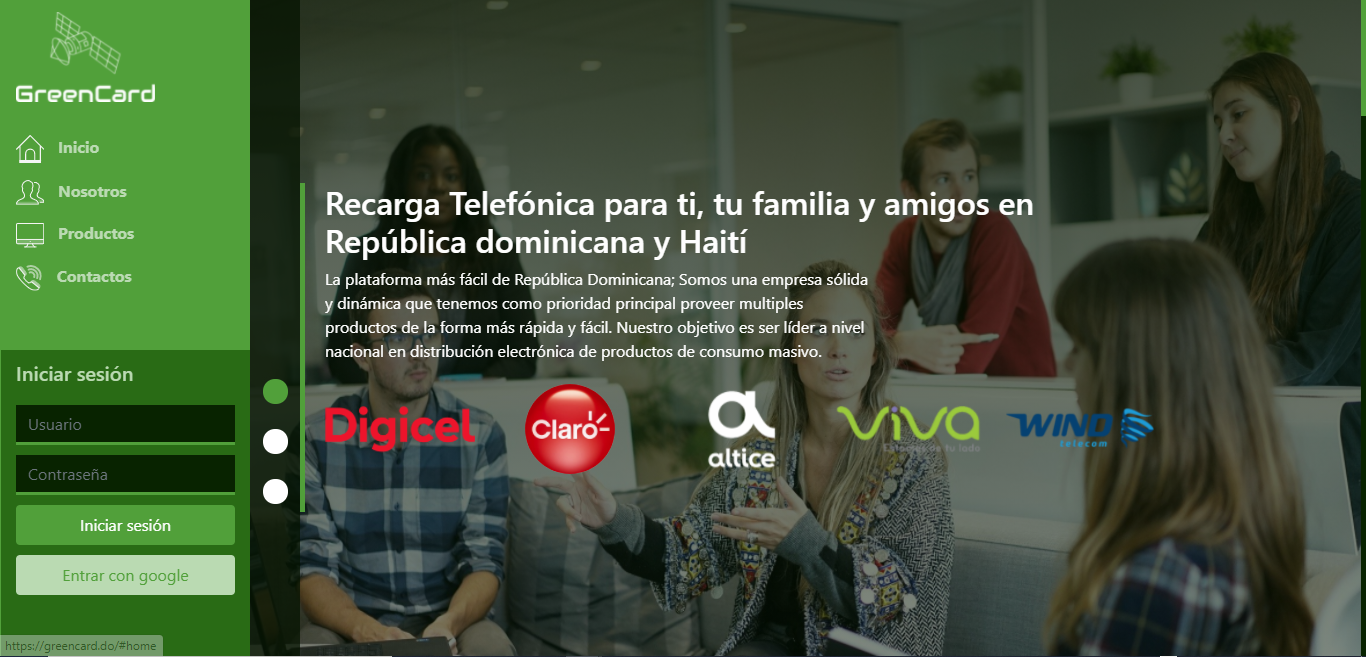 GreenCard
Inicio
Nosotros
Productos
Contactos
Iniciar sesión
Usuario
Contraseña
Iniciar sesión
Entrar con google
https://greencard.do/#home
Recarga Telefónica para ti, tu familia y amigos en
República dominicana y Haití
La plataforma más fácil de República Dominicana; Somos una empresa sólida
y dinámica que tenemos como prioridad principal proveer multiples
productos de la forma más rápida y fácil. Nuestro objetivo es ser líder a nivel
nacional en distribución electrónica de productos de consumo masivo.
Digicel
Claro
altice
viva
WIND
telecom